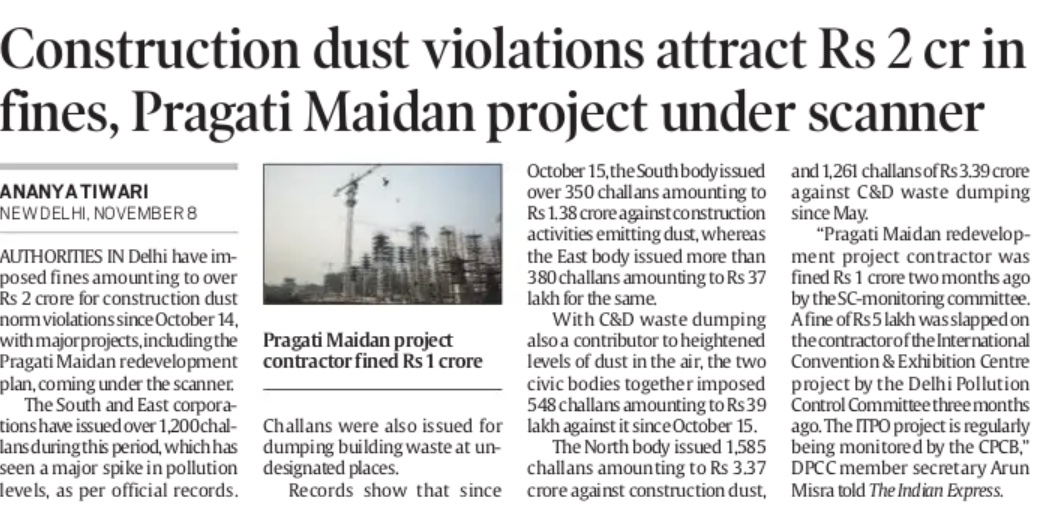 Construction dust violations attract Rs 2 cr in
fines, Pragati Maidan project under scanner
ANANYA TIWARI
NEW DELHI, NOVEMBER 8
AUTHORITIES IN Delhi have im-
posed fines amounting to over
Rs 2 crore for construction dust
norm violations since October 14,
with major projects, including the
Pragati Maidan redevelopment
plan, coming under the scanner.
The South and East corpora-
tions have issued over 1,200 chal-
lans during this period, which has
seen a major spike in pollution
levels, as per official records.
Pragati Maidan project
contractor fined Rs 1 crore
Challans were also issued for
dumping building waste at un-
designated places.
Records show that since
October 15, the South body issued
over 350 challans amounting to
Rs 1.38 crore against construction
activities emitting dust, whereas
the East body issued more than
380 challans amounting to Rs 37
lakh for the same.
With C&D waste dumping
also a contributor to heightened
levels of dust in the air, the two
civic bodies together imposed
548 challans amounting to Rs 39
lakh against it since October 15.
The North body issued 1,585
challans amounting to Rs 3.37
crore against construction dust,
and 1,261 challans of Rs 3.39 crore
against C&D waste dumping
since May.
“Pragati Maidan redevelop-
ment project contractor was
fined Rs 1 crore two months ago
by the SC-monitoring committee.
A fine of Rs 5 lakh was slapped on
the contractor of the International
Convention & Exhibition Centre
project by the Delhi Pollution
Control Committee three months
ago. The ITPO project is regularly
being monitored by the CPCB,”
DPCC member secretary Arun
Misra told The Indian Express.